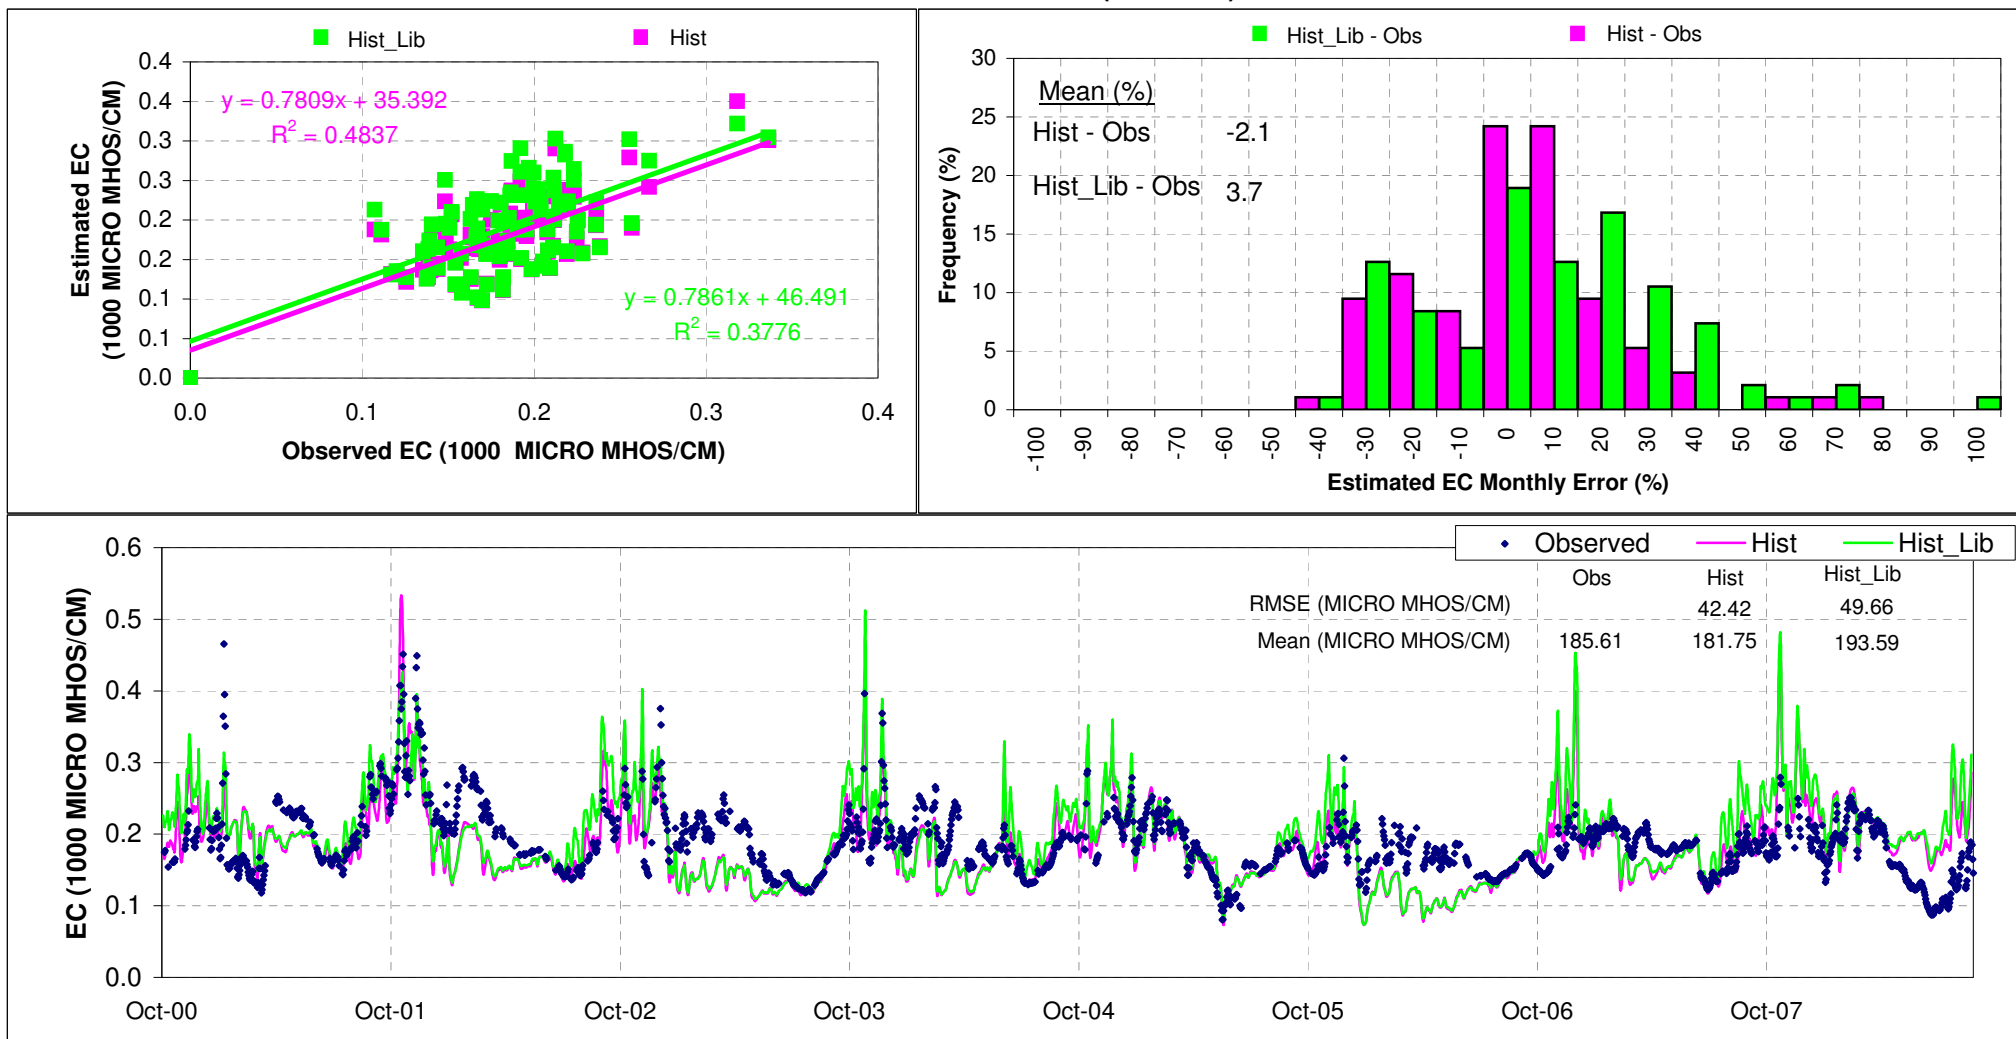 Hist_Lib Hist
0.4
0.4
0.3
0.3
0.2
0.2
0.1
0.1
0.0
Estimated EC
(1000 MICRO MHOS/CM)
y = 0.7809x + 35.392
R2 = 0.4837
y = 0.7861x + 46.491
R2 = 0.3776
0.0 0.1 0.2 0.3 0.4
Observed EC (1000 MICRO MHOS/CM)
Hist_Lib - Obs Hist - Obs
30
25
20
15
10
5
0
Frequency (%)
Mean (%)
Hist - Obs -2.1
Hist_Lib - Obs 3.7
-100 -90 -80 -70 -60 -50 -40 -30 -20 -10 0 10 20 30 40 50 60 70 80 90 100
Estimated EC Monthly Error (%)
Observed Hist Hist_Lib
Obs Hist Hist_Lib
RMSE (MICRO MHOS/CM) 42.42 49.66
Mean (MICRO MHOS/CM) 185.61 181.75 193.59
0.6
0.5
0.4
0.3
0.2
0.1
0.0
EC (1000 MICRO MHOS/CM)
Oct-00 Oct-01 Oct-02 Oct-03 Oct-04 Oct-05 Oct-06 Oct-07